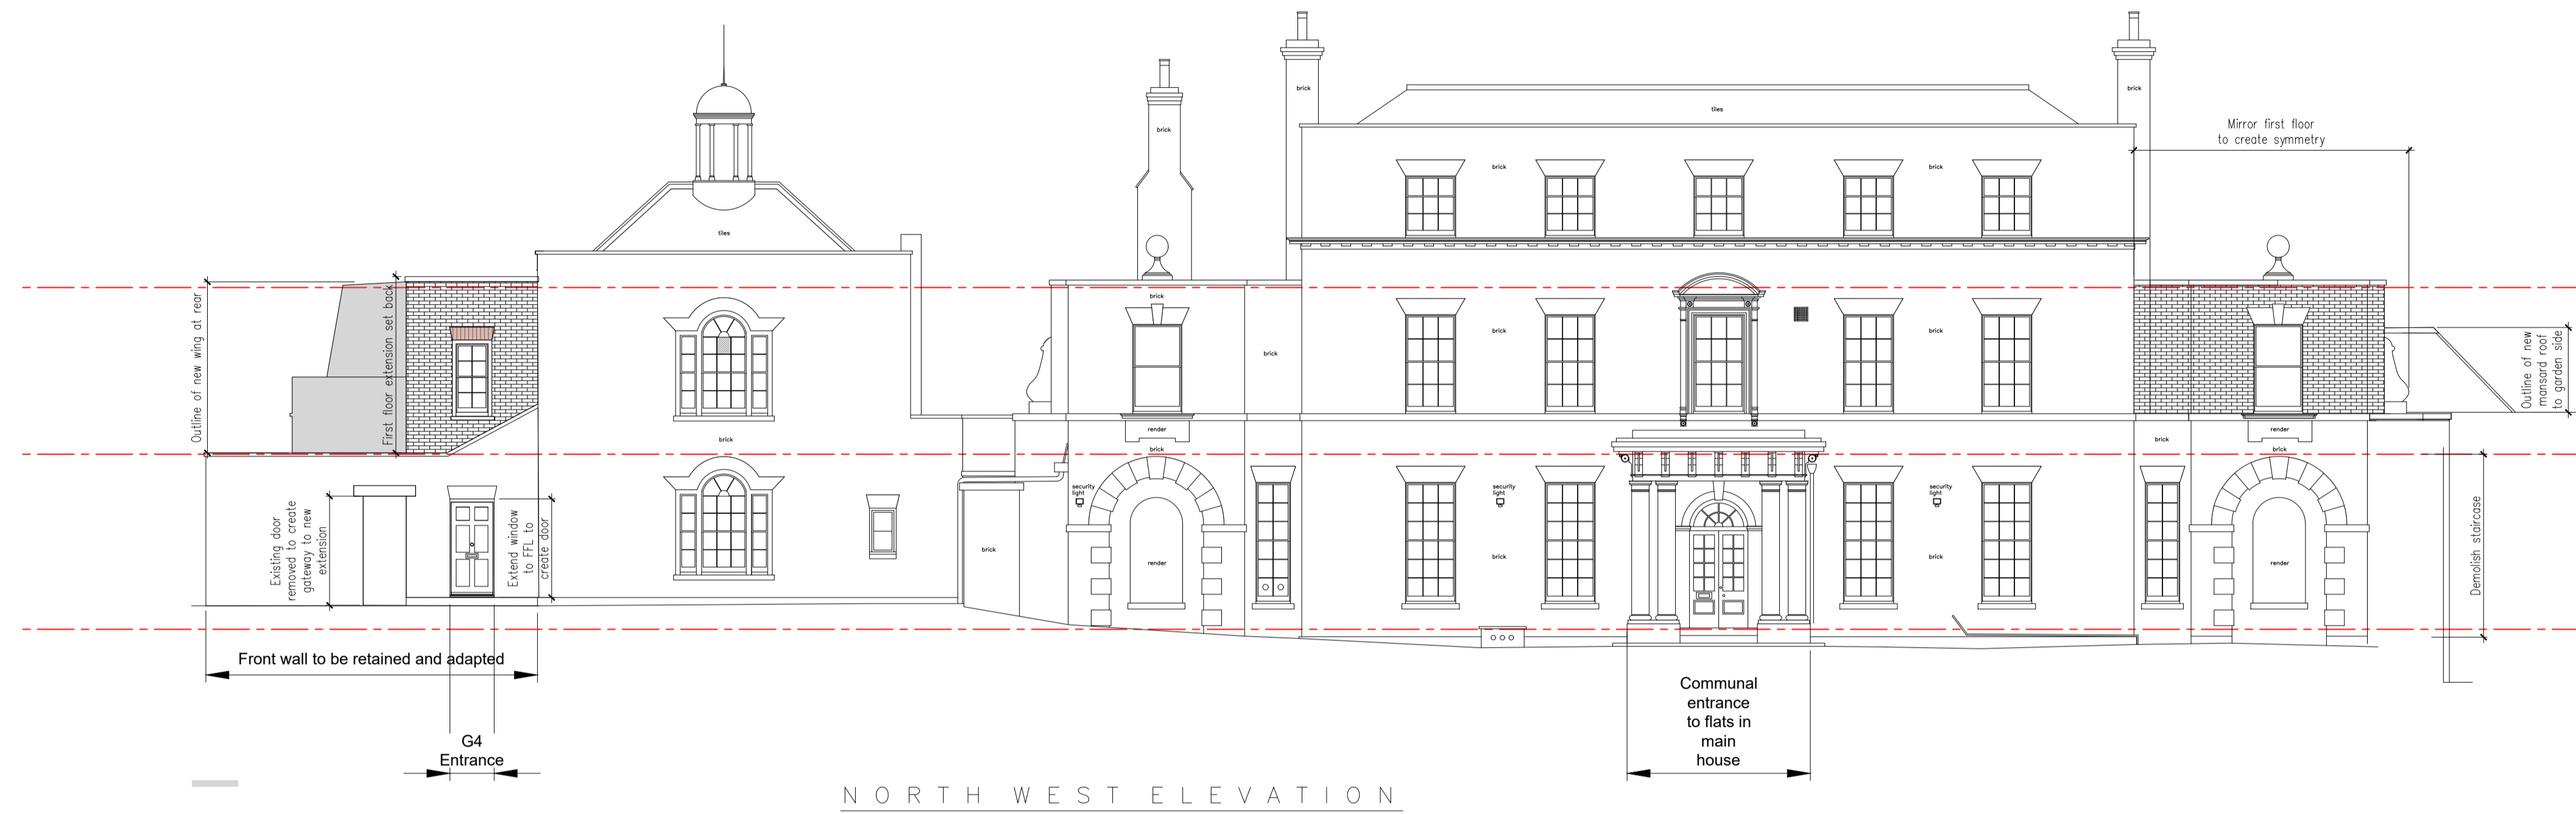 brick
brick
tiles
Mirror first floor
to create symmetry
brick
brick
brick
tiles
Outline of new wing at rear
First floor extension set back
brick
brick
brick
brick
brick
Outline of new
mansard roof
to garden side
render
brick
brick
render
brick
brick
security
light
security
light
security
light
Existing door
removed to create
gateway to new
extension
Extend window
to FFL to
create door
brick
render
brick
brick
render
Demolish staircase
Front wall to be retained and adapted
G4
Entrance
Communal
entrance
to flats in
main
house
NORTH WEST ELEVATION